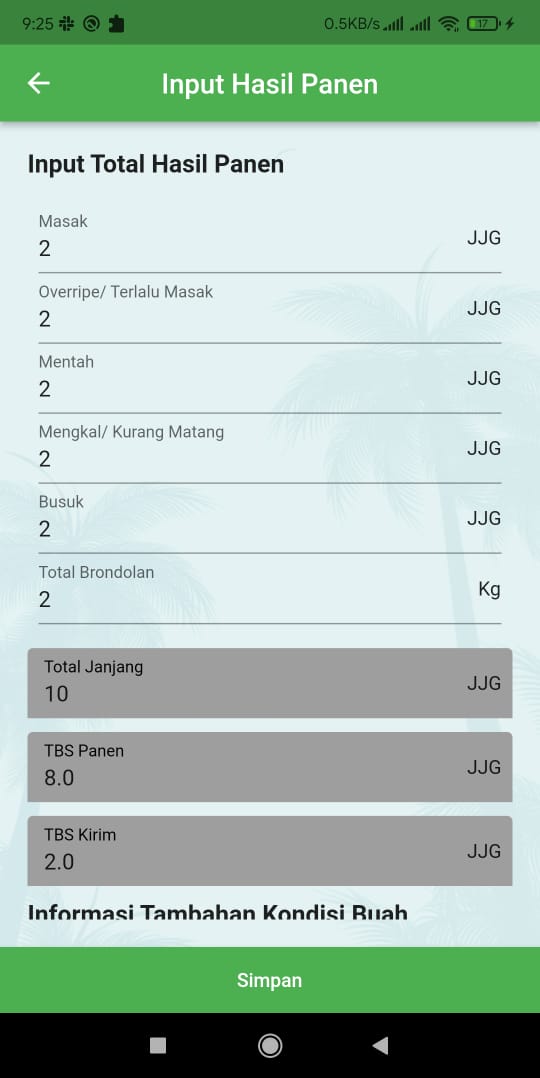 9:25
0.5KB/s
17
Input Hasil Panen
Input Total Hasil Panen
Masak
2 JJG
Overripe/ Terlalu Masak
2 JJG
Mentah
2 JJG
Mengkal/ Kurang Matang
2 JJG
Busuk
2 JJG
Total Brondolan
2 Kg
Total Janjang
10 JJG
TBS Panen
8.0 JJG
TBS Kirim
2.0 JJG
Informasi Tambahan Kondisi Buah
Simpan